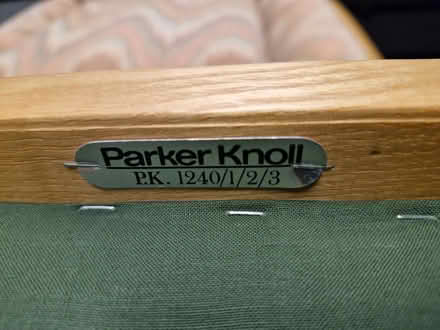 Parker Knoll
P.K. 1240/1/2/3